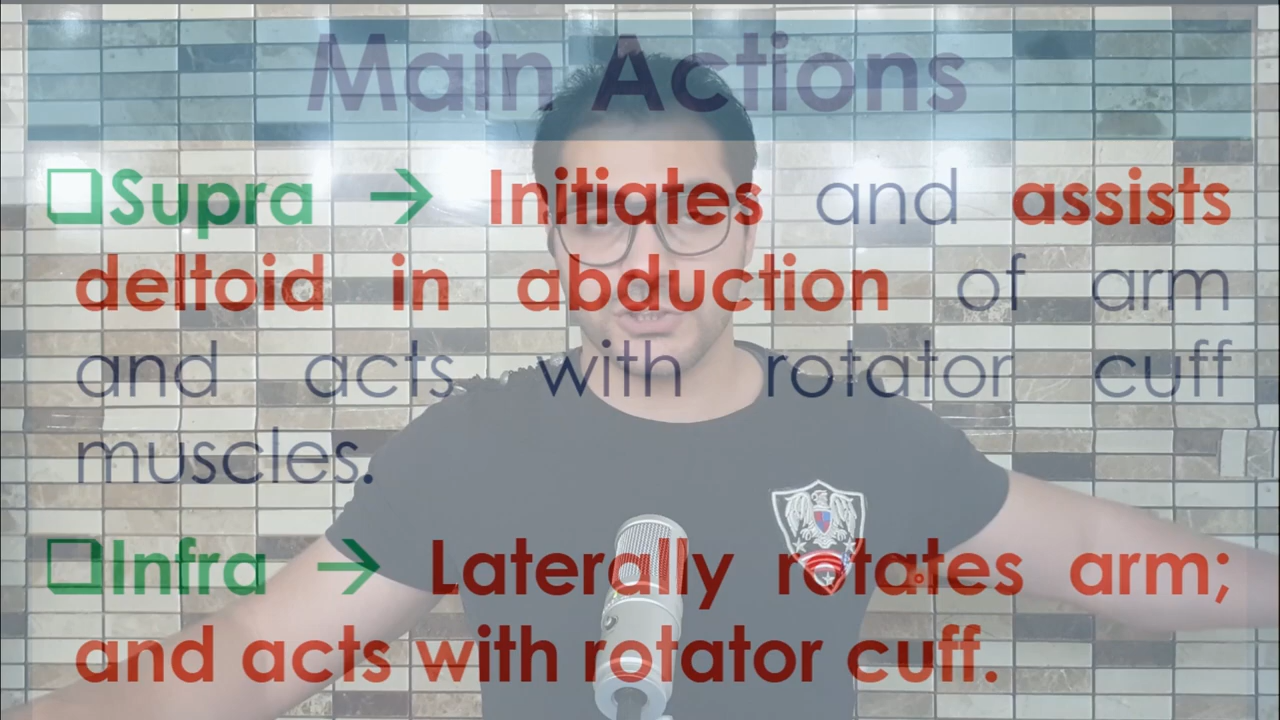 Main Actions
❑Supra → Initiates and assists
deltoid in abduction of arm
and acts with rotator cuff
muscles.
❑Infra → Laterally rotates arm;
and acts with rotator cuff.